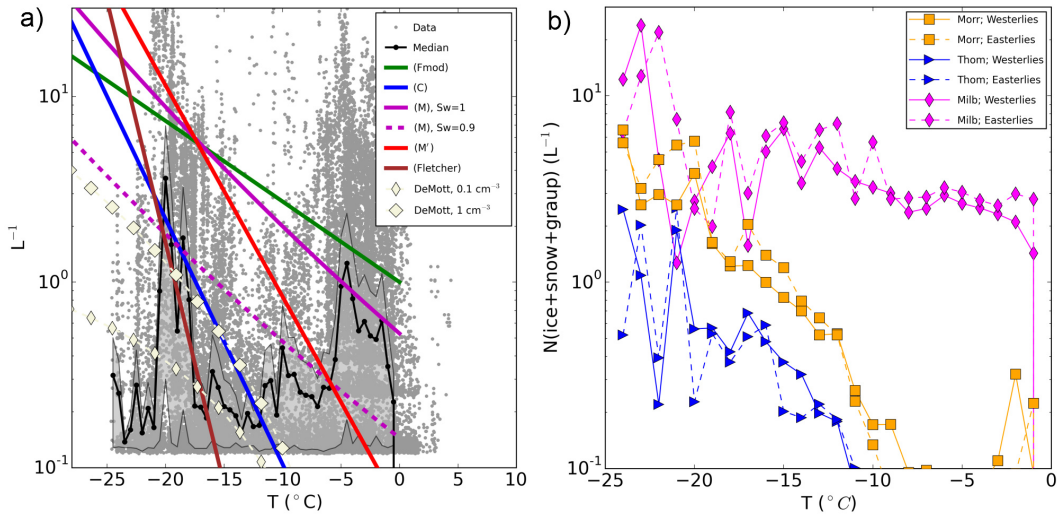 a)
10¹
10⁰
10⁻¹
L⁻¹
−25 −20 −15 −10 −5 0 5 10
T (°C)
Data
Median
(Fmod)
(C)
(M), Sw=1
(M), Sw=0.9
(M')
(Fletcher)
DeMott, 0.1 cm⁻³
DeMott, 1 cm⁻³
b)
10¹
10⁰
10⁻¹
N(ice+snow+graup) (L⁻¹)
−25 −20 −15 −10 −5 0
T (°C)
Morr; Westerlies
Morr; Easterlies
Thom; Westerlies
Thom; Easterlies
Milb; Westerlies
Milb; Easterlies